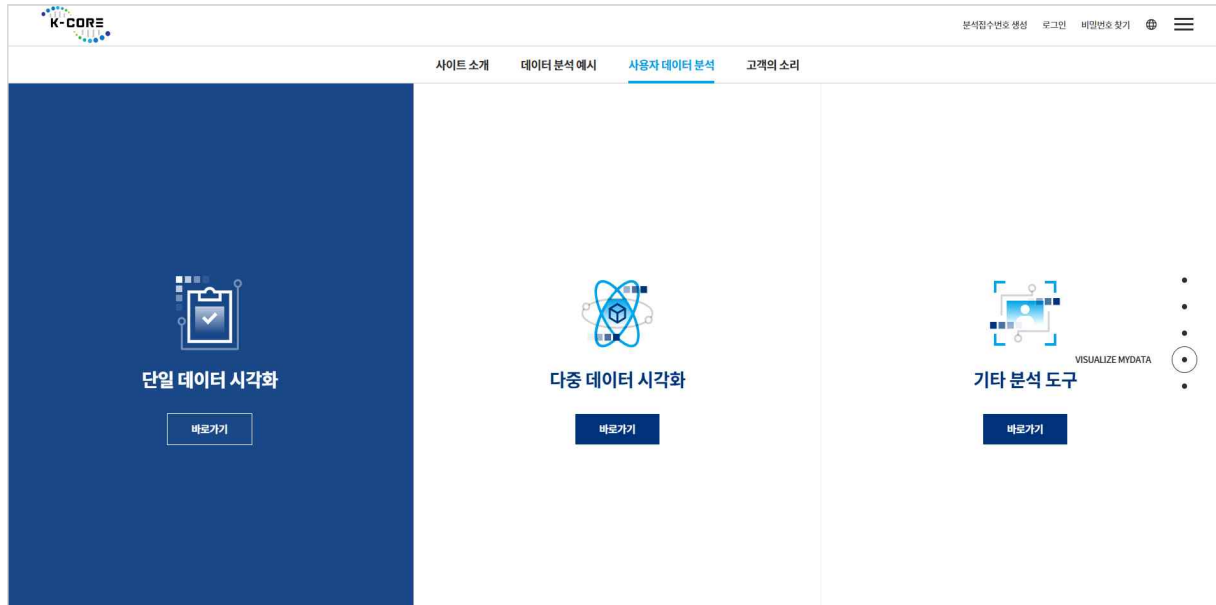 K-CORE
분석접수번호 생성 로그인 비밀번호 찾기
사이트 소개 데이터 분석 예시 사용자 데이터 분석 고객의 소리
단일 데이터 시각화
바로가기
다중 데이터 시각화
바로가기
기타 분석 도구
바로가기
VISUALIZE MYDATA